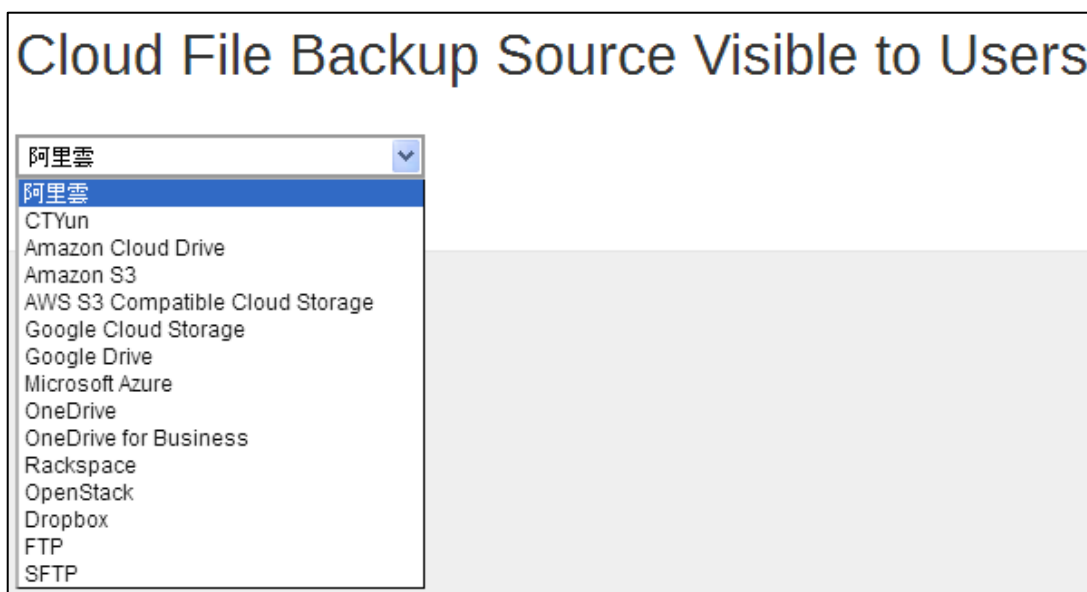 Cloud File Backup Source Visible to Users
阿里雲
阿里雲
CTYun
Amazon Cloud Drive
Amazon S3
AWS S3 Compatible Cloud Storage
Google Cloud Storage
Google Drive
Microsoft Azure
OneDrive
OneDrive for Business
Rackspace
OpenStack
Dropbox
FTP
SFTP